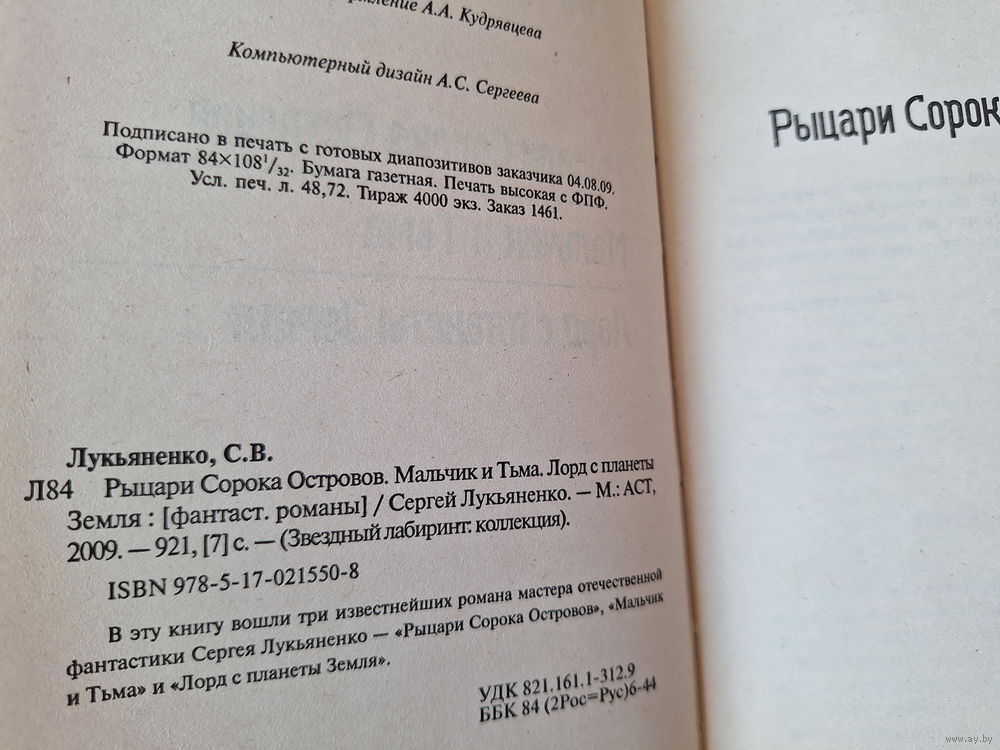 А.А. Кудрявцева
Компьютерный дизайн А.С. Сергеева
Подписано в печать с готовых диапозитивов заказчика 04.08.09.
Формат 84×108¹/₃₂. Бумага газетная. Печать высокая с ФПФ.
Усл. печ. л. 48,72. Тираж 4000 экз. Заказ 1461.
Лукьяненко, С.В.
Л84 Рыцари Сорока Островов. Мальчик и Тьма. Лорд с планеты
Земля : [фантаст. романы] / Сергей Лукьяненко. — М.: АСТ,
2009. — 921, [7] с. — (Звездный лабиринт: коллекция).
ISBN 978-5-17-021550-8
В эту книгу вошли три известнейших романа мастера отечественной
фантастики Сергея Лукьяненко — «Рыцари Сорока Островов», «Мальчик
и Тьма» и «Лорд с планеты Земля».
УДК 821.161.1-312.9
ББК 84 (2Рос=Рус)6-44
Рыцари Сорок
www.ay.by